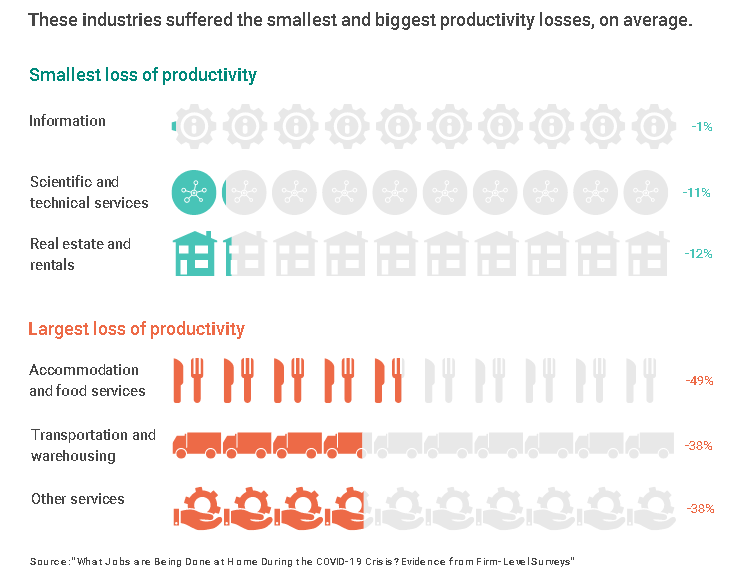 These industries suffered the smallest and biggest productivity losses, on average.
Smallest loss of productivity
Information
-1%
Scientific and
technical services
-11%
Real estate and
rentals
-12%
Largest loss of productivity
Accommodation
and food services
-49%
Transportation and
warehousing
-38%
Other services
-38%
Source: "What Jobs are Being Done at Home During the COVID-19 Crisis? Evidence from Firm-Level Surveys"